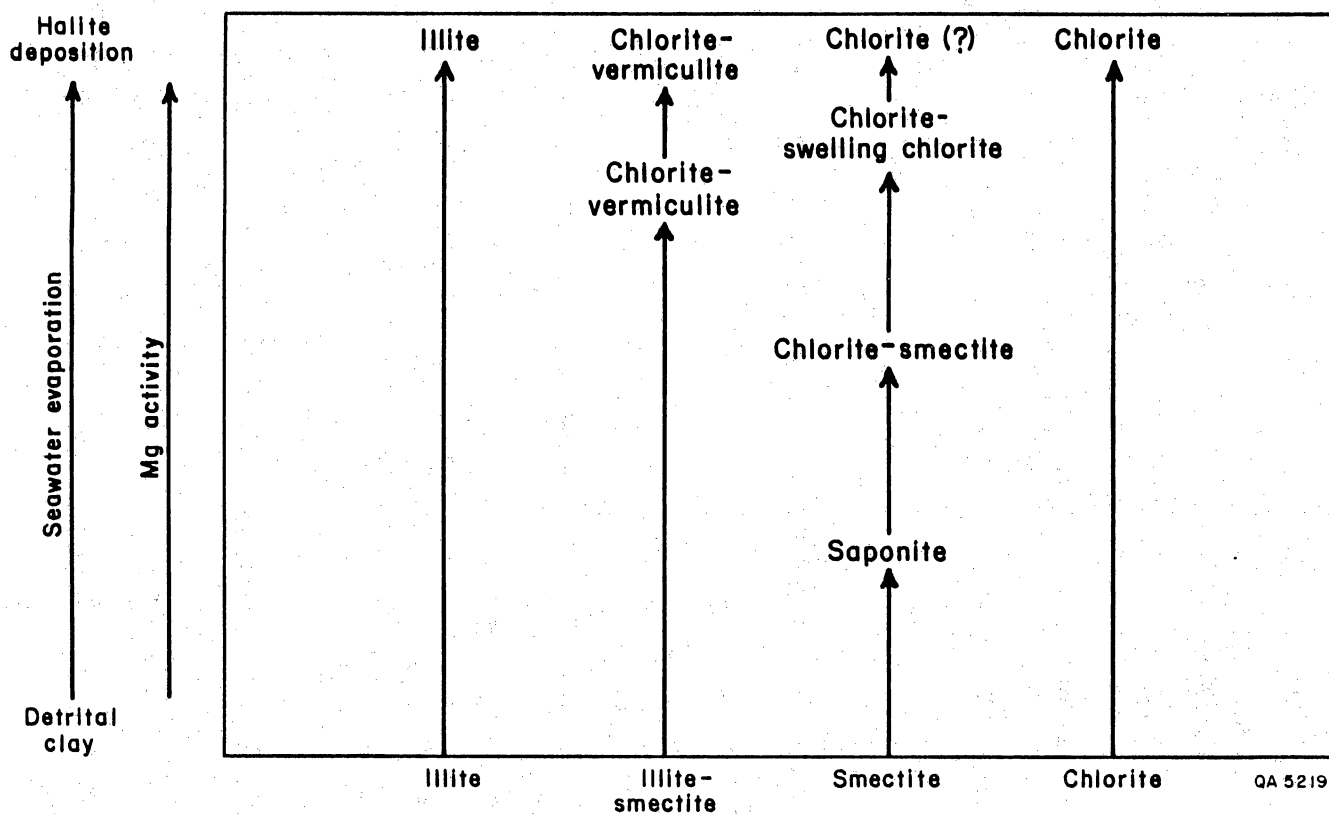 Halite
deposition
Illite
Chlorite-
vermiculite
Chlorite (?)
Chlorite
Chlorite-
swelling chlorite
Chlorite-
vermiculite
Seawater evaporation
Mg activity
Chlorite-smectite
Saponite
Detrital
clay
Illite
Illite-
smectite
Smectite
Chlorite
QA 5219